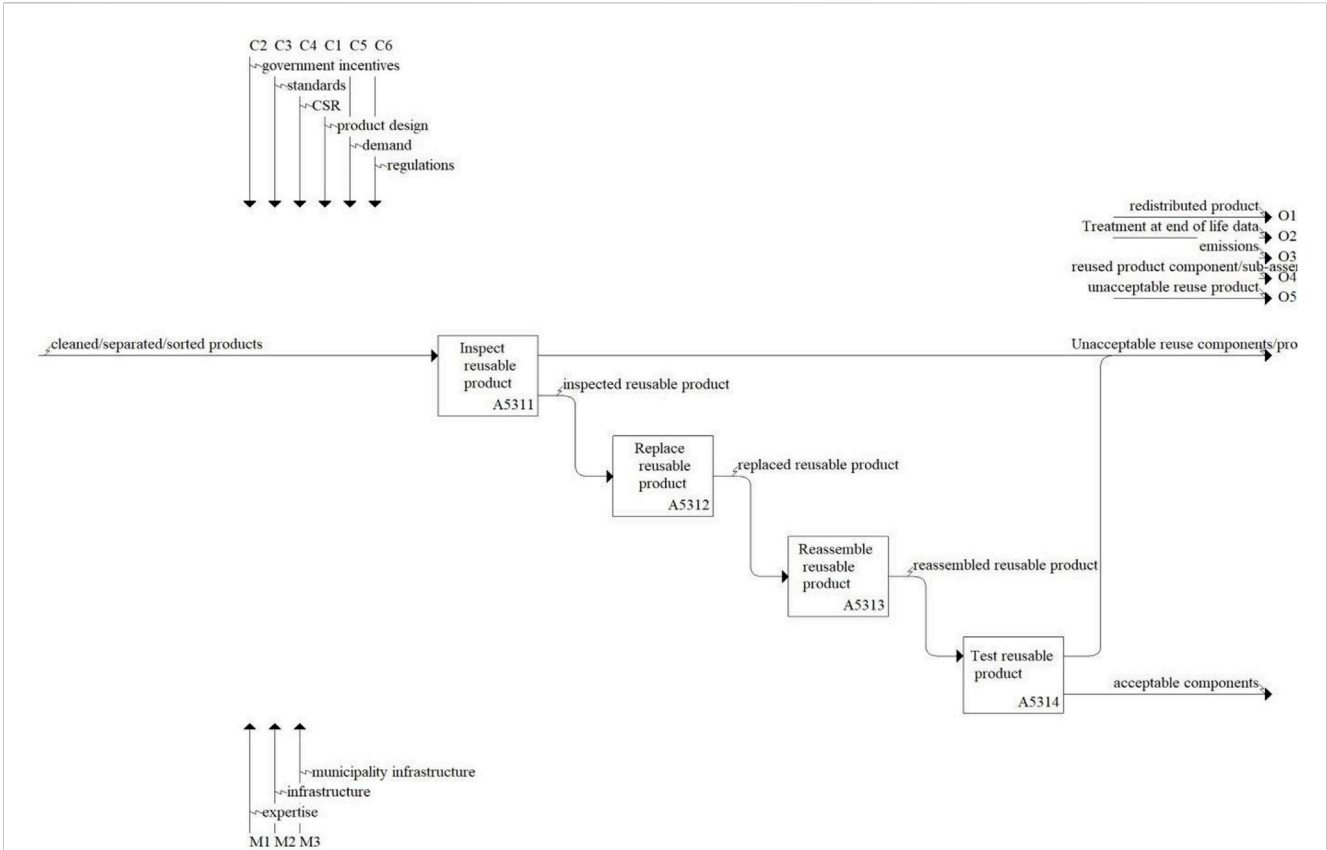 C2 C3 C4 C1 C5 C6
government incentives
standards
CSR
product design
demand
regulations
redistributed product
O1
Treatment at end of life data
O2
emissions
O3
reused product component/sub-asse
O4
unacceptable reuse product
O5
cleaned/separated/sorted products
Unacceptable reuse components/pro
Inspect
reusable
product
A5311
inspected reusable product
Replace
reusable
product
A5312
replaced reusable product
Reassemble
reusable
product
A5313
reassembled reusable product
Test reusable
product
A5314
acceptable components
municipality infrastructure
infrastructure
expertise
M1 M2 M3